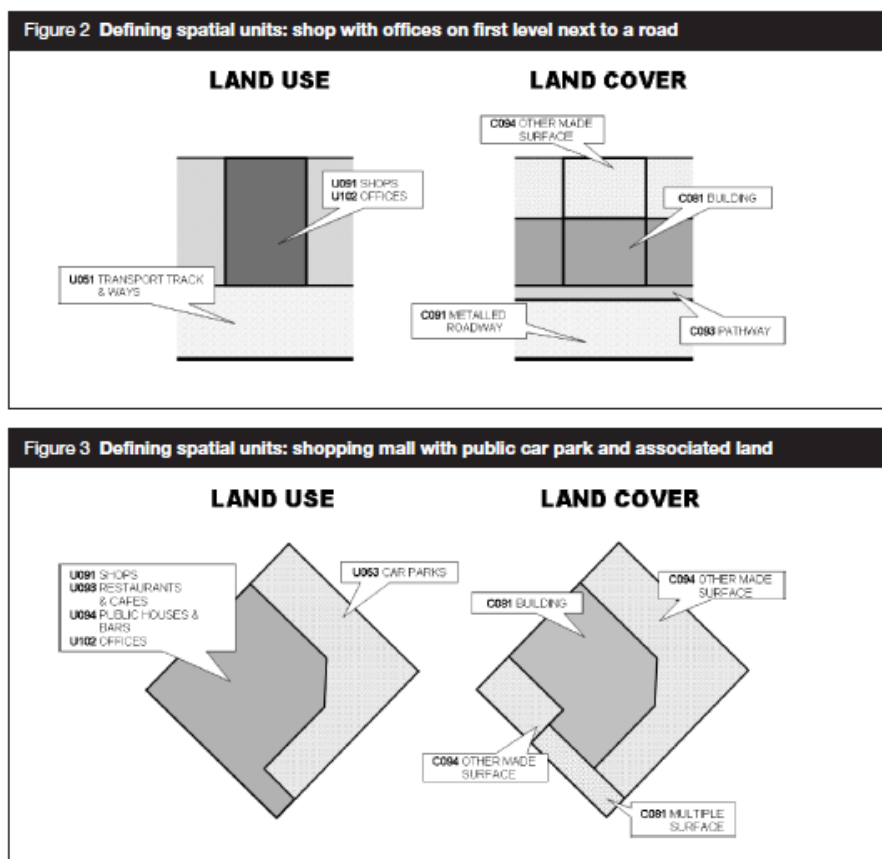 Figure 2 Defining spatial units: shop with offices on first level next to a road
LAND USE
LAND COVER
C094 OTHER MADE
SURFACE
U091 SHOPS
U102 OFFICES
C081 BUILDING
U051 TRANSPORT TRACK
& WAYS
C091 METALLED
ROADWAY
C093 PATHWAY
Figure 3 Defining spatial units: shopping mall with public car park and associated land
LAND USE
LAND COVER
U091 SHOPS
U093 RESTAURANTS
& CAFES
U094 PUBLIC HOUSES &
BARS
U102 OFFICES
U053 CAR PARKS
C094 OTHER MADE
SURFACE
C081 BUILDING
C094 OTHER MADE
SURFACE
C081 MULTIPLE
SURFACE